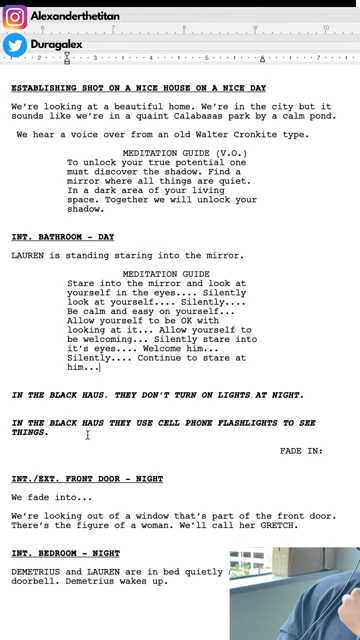 Alexanderthetitan
Duragalex
ESTABLISHING SHOT ON A NICE HOUSE ON A NICE DAY
We're looking at a beautiful home. We're in the city but it
sounds like we're in a quaint Calabasas park by a calm pond.
We hear a voice over from an old Walter Cronkite type.
MEDITATION GUIDE (V.O.)
To unlock your true potential one
must discover the shadow. Find a
mirror where all things are quiet.
In a dark area of your living
space. Together we will unlock your
shadow.
INT. BATHROOM - DAY
LAUREN is standing staring into the mirror.
MEDITATION GUIDE
Stare into the mirror and look at
yourself in the eyes.... Silently
look at yourself.... Silently....
Be calm and easy on yourself...
Allow yourself to be OK with
looking at it... Allow yourself to
be welcoming... Silently stare into
it's eyes.... Welcome him...
Silently.... Continue to stare at
him...
IN THE BLACK HAUS, THEY DON'T TURN ON LIGHTS AT NIGHT.
IN THE BLACK HAUS THEY USE CELL PHONE FLASHLIGHTS TO SEE
THINGS.
FADE IN:
INT./EXT. FRONT DOOR - NIGHT
We fade into...
We're looking out of a window that's part of the front door.
There's the figure of a woman. We'll call her GRETCH.
INT. BEDROOM - NIGHT
DEMETRIUS and LAUREN are in bed quietly
doorbell. Demetrius wakes up.